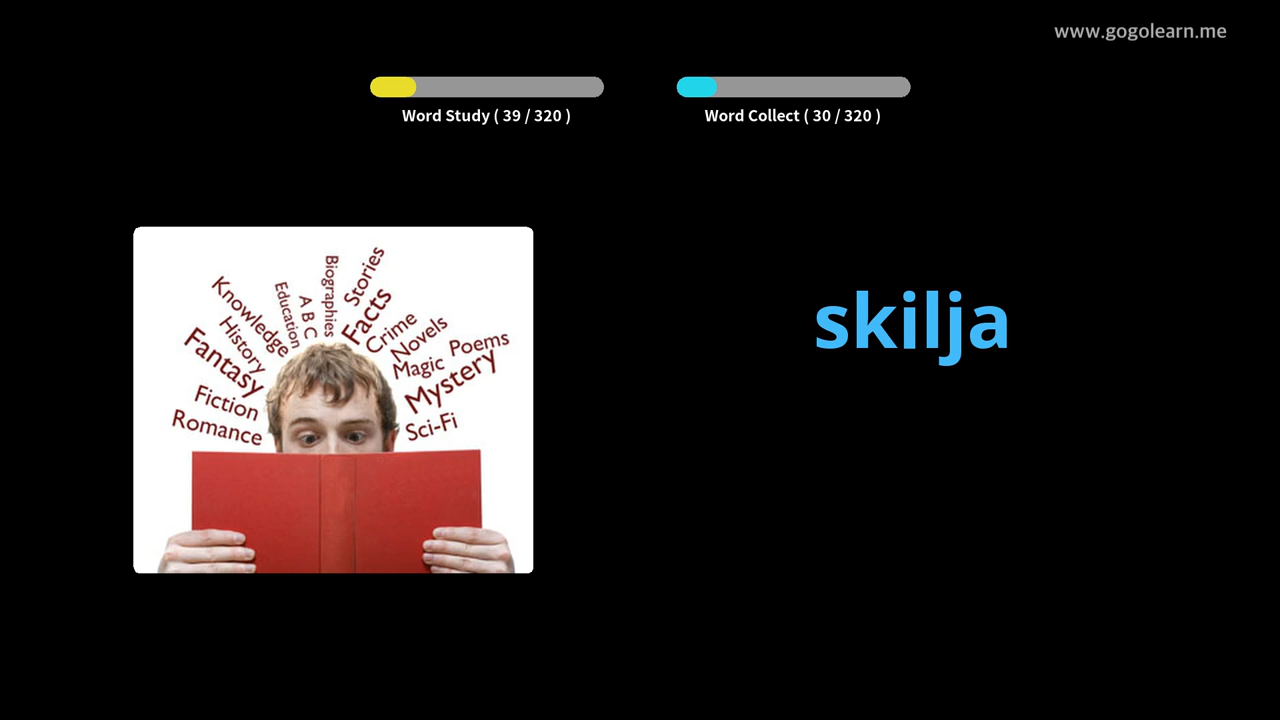 www.gogolearn.me
Word Study ( 39 / 320 )
Word Collect ( 30 / 320 )
Biographies
Stories
Knowledge
Education
A B C
Facts
Crime
History
Novels
Fantasy
Magic
Poems
Mystery
Fiction
Romance
Sci-Fi
skilja